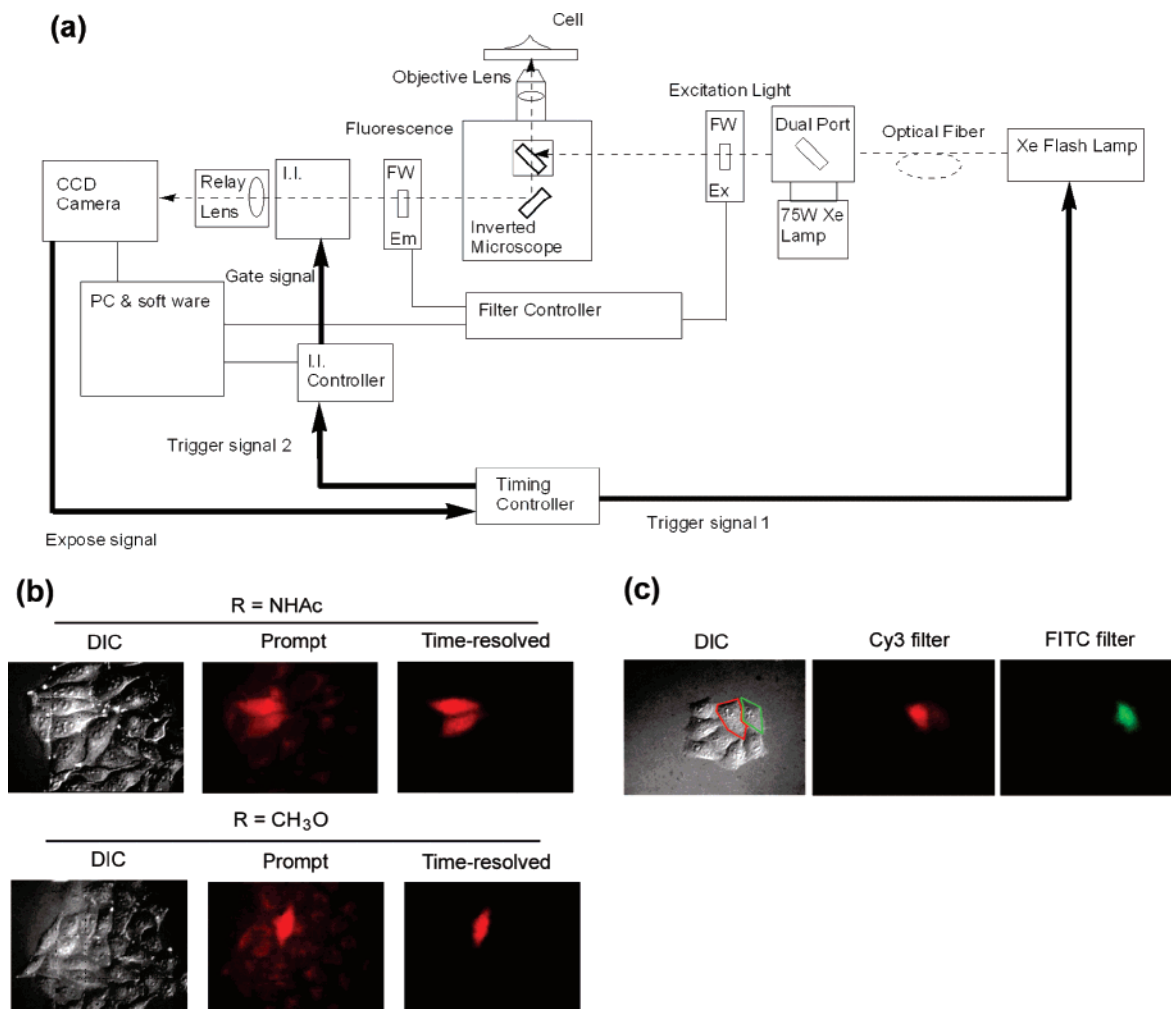 (a)
Cell
Objective Lens
Excitation Light
Fluorescence
FW
Dual Port
Optical Fiber
Xe Flash Lamp
CCD
Camera
Relay
Lens
I.I.
FW
Em
Inverted
Microscope
Ex
75W Xe
Lamp
Gate signal
PC & soft ware
Filter Controller
I.I.
Controller
Trigger signal 2
Timing
Controller
Trigger signal 1
Expose signal
(b)
R = NHAc
DIC Prompt Time-resolved
R = CH₃O
DIC Prompt Time-resolved
(c)
DIC Cy3 filter FITC filter